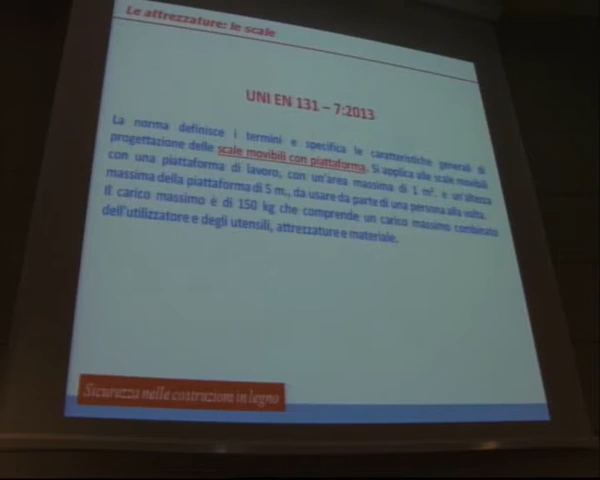 Le attrezzature: le scale
UNI EN 131 – 7:2013
La norma definisce i termini e specifica le caratteristiche generali di
progettazione delle scale movibili con piattaforma. Si applica alle scale movibili
con una piattaforma di lavoro, con un'area massima di 1 m², e un'altezza
massima della piattaforma di 5 m., da usare da parte di una persona alla volta.
Il carico massimo è di 150 kg che comprende un carico massimo combinato
dell'utilizzatore e degli utensili, attrezzature e materiale.
Sicurezza nelle costruzioni in legno